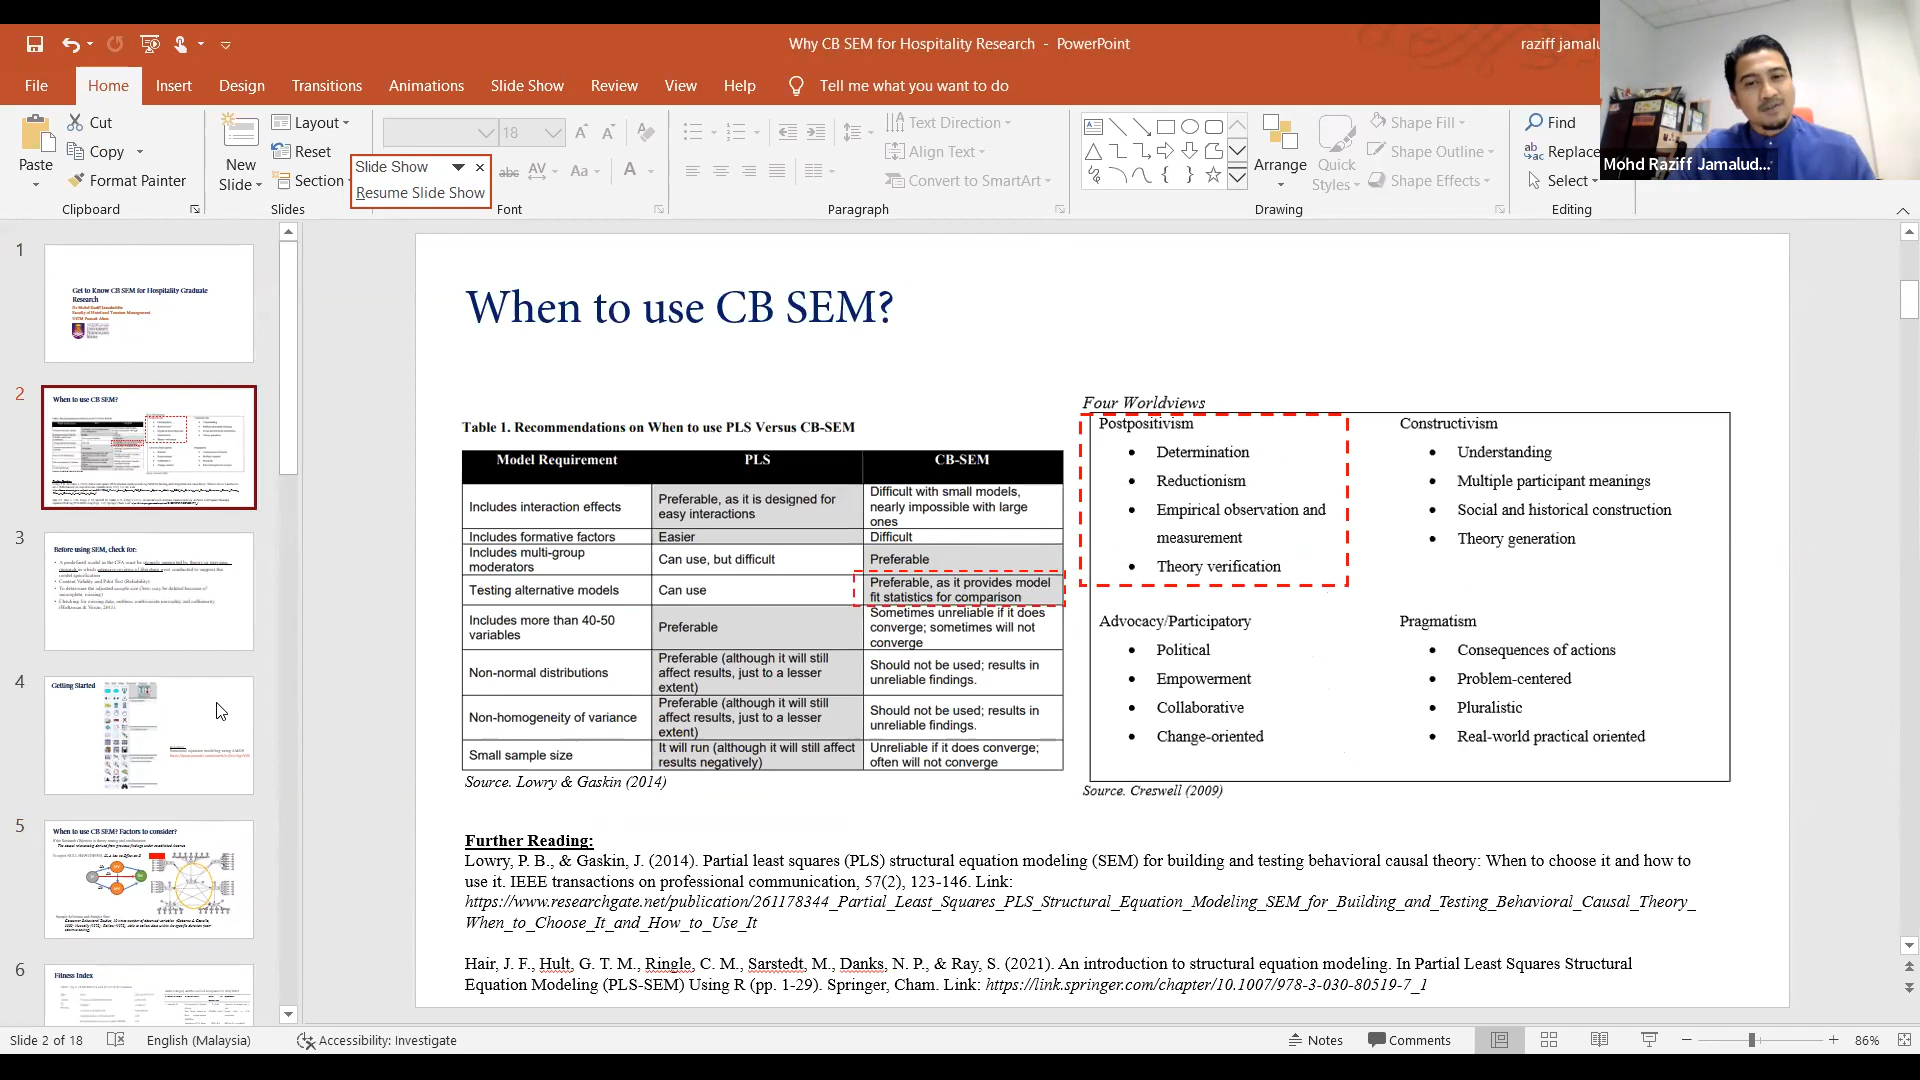 Why CB SEM for Hospitality Research - PowerPoint
raziff jamalu
File Home Insert Design Transitions Animations Slide Show Review View Help Tell me what you want to do
Paste
Cut
Copy
Format Painter
Clipboard
New
Slide
Layout
Reset
Section
Slides
Slide Show
Resume Slide Show
18
abc AV Aa A
Font
Text Direction
Align Text
Convert to SmartArt
Paragraph
Arrange
Quick
Styles
Shape Fill
Shape Outline
Shape Effects
Drawing
Find
Replace
Select
Editing
Mohd Raziff Jamalud...
1
Get to Know CB SEM for Hospitality Graduate
Research
2
When to use CB SEM?
3
Before using SEM, check for:
4
Getting Started
5
When to use CB SEM? Factors to consider?
6
Fitness Index
When to use CB SEM?
Table 1. Recommendations on When to use PLS Versus CB-SEM
Model Requirement PLS CB-SEM
Includes interaction effects
Preferable, as it is designed for
easy interactions
Difficult with small models,
nearly impossible with large
ones
Includes formative factors Easier Difficult
Includes multi-group
moderators
Can use, but difficult
Preferable
Testing alternative models
Can use
Preferable, as it provides model
fit statistics for comparison
Includes more than 40-50
variables
Preferable
Sometimes unreliable if it does
converge; sometimes will not
converge
Non-normal distributions
Preferable (although it will still
affect results, just to a lesser
extent)
Should not be used; results in
unreliable findings.
Non-homogeneity of variance
Preferable (although it will still
affect results, just to a lesser
extent)
Should not be used; results in
unreliable findings.
Small sample size
It will run (although it will still affect
results negatively)
Unreliable if it does converge;
often will not converge
Source. Lowry & Gaskin (2014)
Four Worldviews
Postpositivism
• Determination
• Reductionism
• Empirical observation and
measurement
• Theory verification
Constructivism
• Understanding
• Multiple participant meanings
• Social and historical construction
• Theory generation
Advocacy/Participatory
• Political
• Empowerment
• Collaborative
• Change-oriented
Pragmatism
• Consequences of actions
• Problem-centered
• Pluralistic
• Real-world practical oriented
Source. Creswell (2009)
Further Reading:
Lowry, P. B., & Gaskin, J. (2014). Partial least squares (PLS) structural equation modeling (SEM) for building and testing behavioral causal theory: When to choose it and how to
use it. IEEE transactions on professional communication, 57(2), 123-146. Link:
https://www.researchgate.net/publication/261178344_Partial_Least_Squares_PLS_Structural_Equation_Modeling_SEM_for_Building_and_Testing_Behavioral_Causal_Theory_
When_to_Choose_It_and_How_to_Use_It
Hair, J. F., Hult, G. T. M., Ringle, C. M., Sarstedt, M., Danks, N. P., & Ray, S. (2021). An introduction to structural equation modeling. In Partial Least Squares Structural
Equation Modeling (PLS-SEM) Using R (pp. 1-29). Springer, Cham. Link: https://link.springer.com/chapter/10.1007/978-3-030-80519-7_1
Slide 2 of 18
English (Malaysia)
Accessibility: Investigate
Notes
Comments
86%